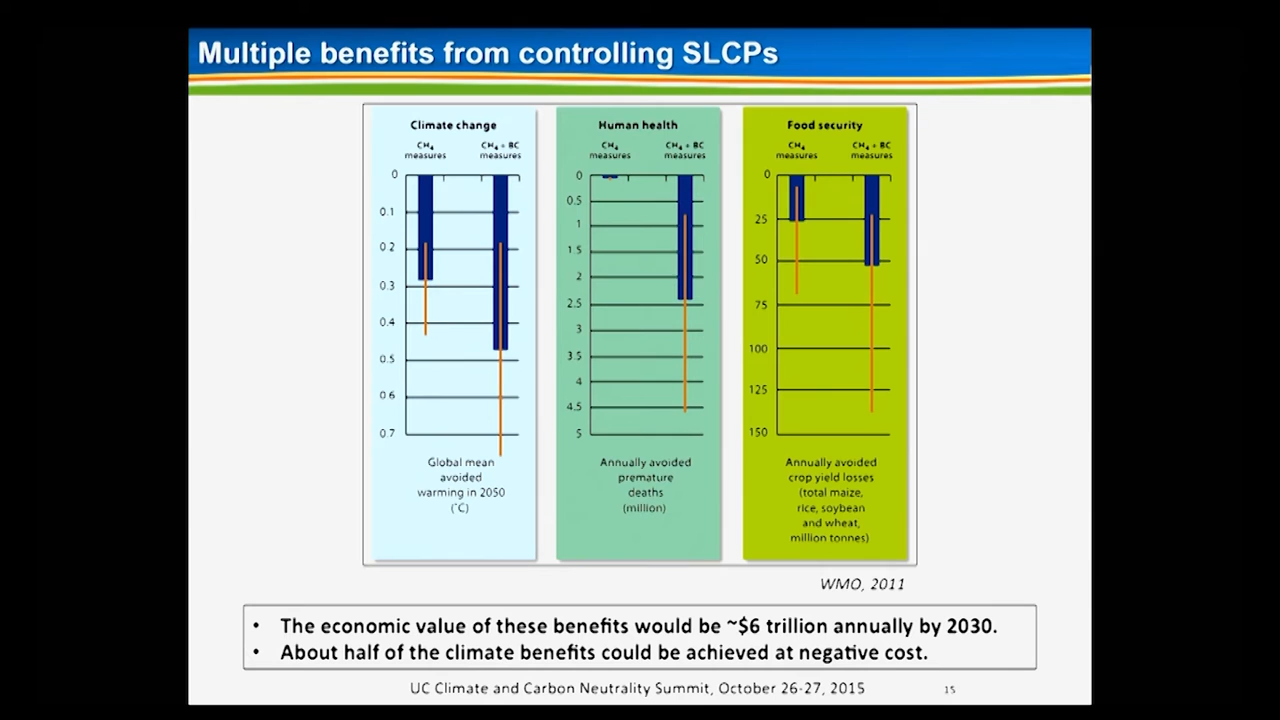 Multiple benefits from controlling SLCPs
Climate change
CH₄ measures
CH₄ + BC measures
0
0.1
0.2
0.3
0.4
0.5
0.6
0.7
Global mean
avoided
warming in 2050
(˚C)
Human health
CH₄ measures
CH₄ + BC measures
0
0.5
1
1.5
2
2.5
3
3.5
4
4.5
5
Annually avoided
premature
deaths
(million)
Food security
CH₄ measures
CH₄ + BC measures
0
25
50
75
100
125
150
Annually avoided
crop yield losses
(total maize,
rice, soybean
and wheat,
million tonnes)
WMO, 2011
• The economic value of these benefits would be ~$6 trillion annually by 2030.
• About half of the climate benefits could be achieved at negative cost.
UC Climate and Carbon Neutrality Summit, October 26-27, 2015
15